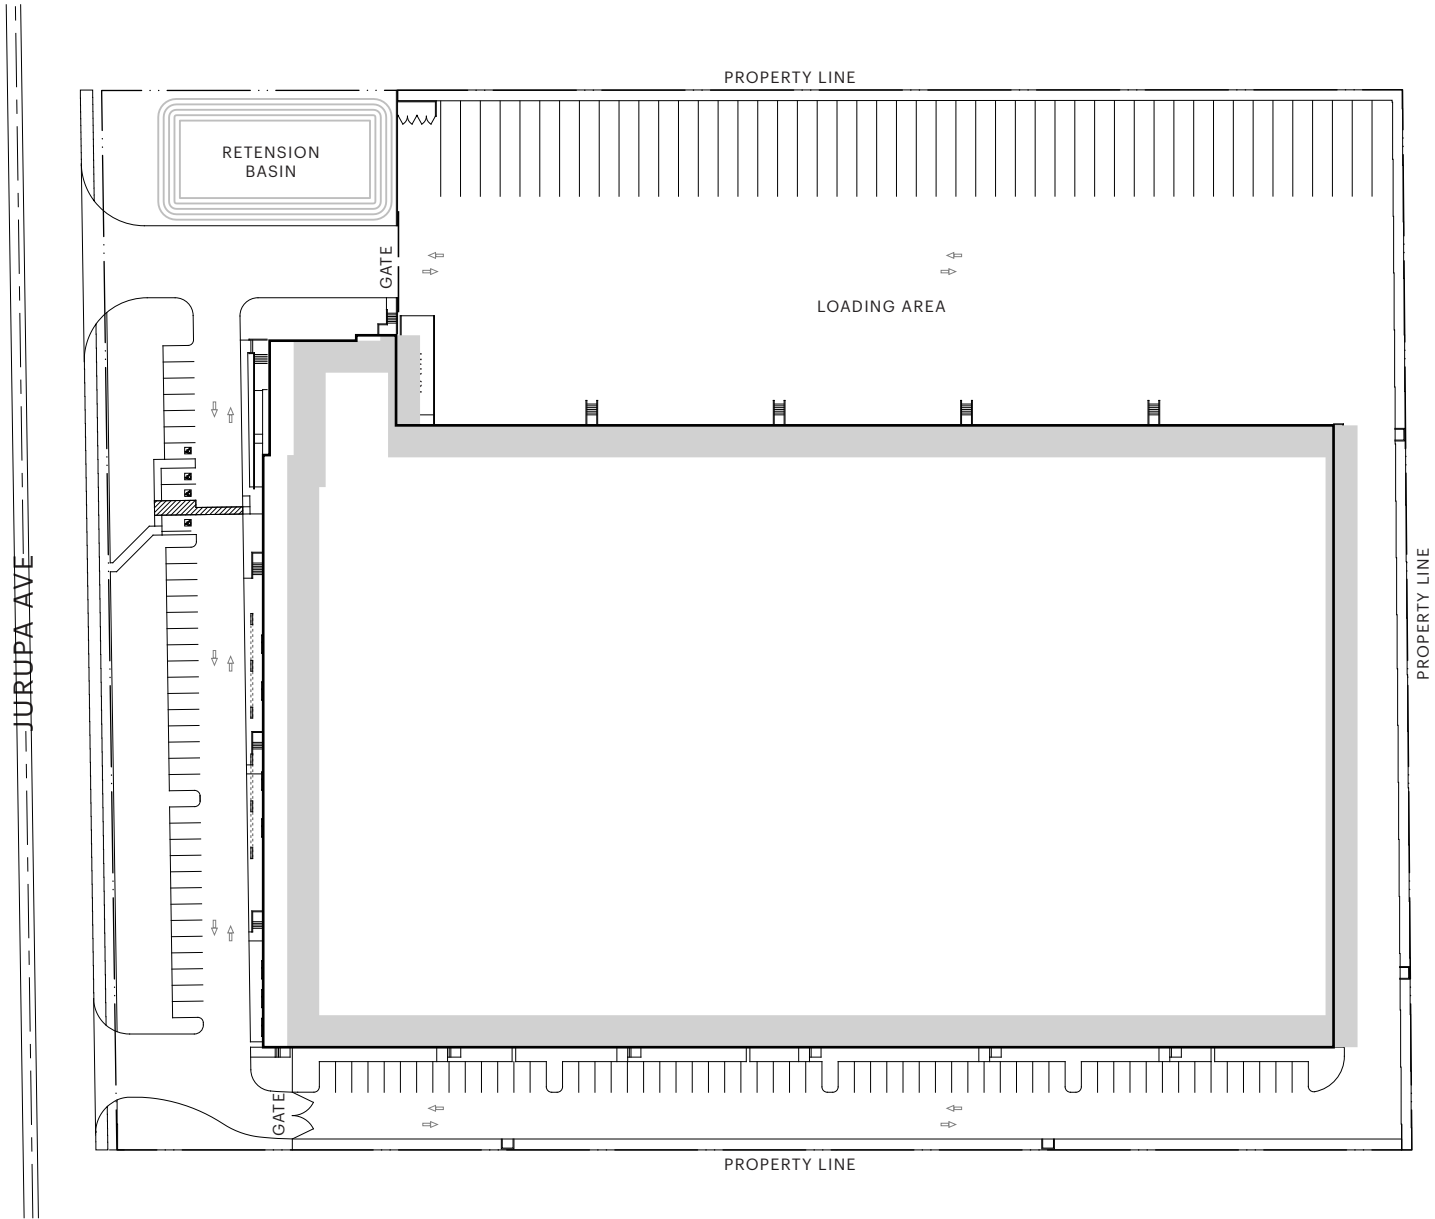 PROPERTY LINE
RETENSION
BASIN
GATE
LOADING AREA
JURUPA AVE
PROPERTY LINE
GATE
PROPERTY LINE